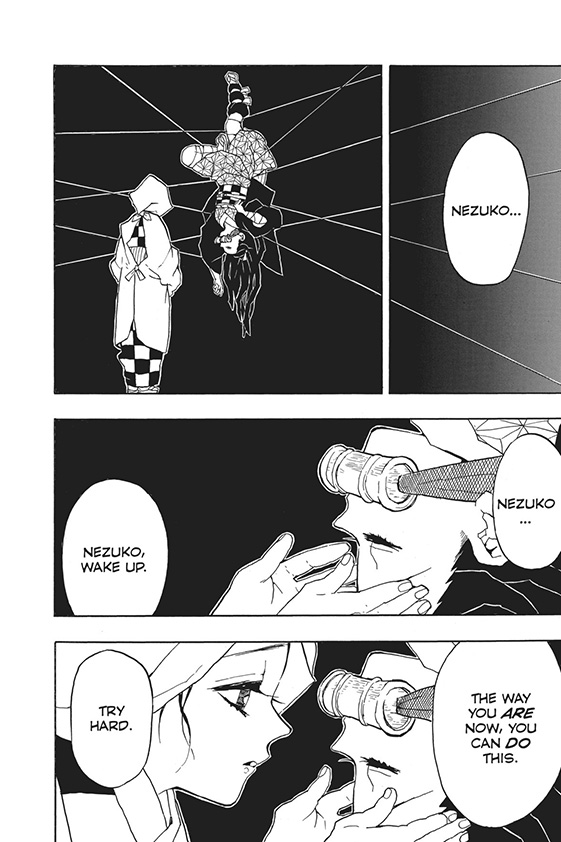 NEZUKO...
NEZUKO
...
NEZUKO,
WAKE UP.
THE WAY
YOU ARE
NOW, YOU
CAN DO
THIS.
TRY
HARD.